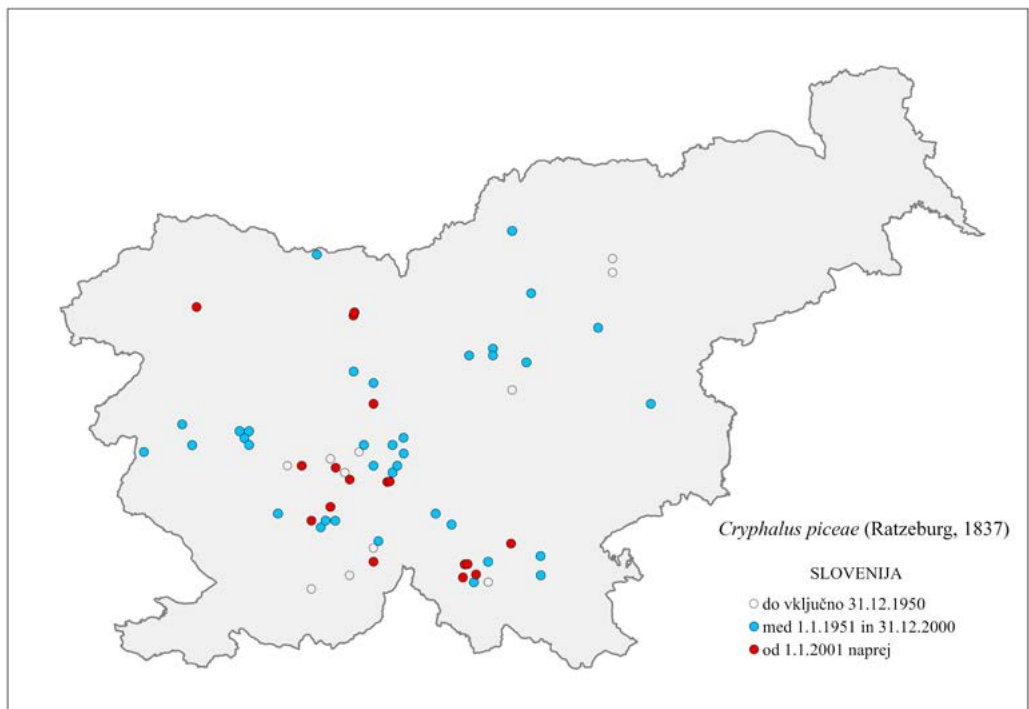 Cryphalus piceae (Ratzeburg, 1837)
SLOVENIJA
do vključno 31.12.1950
med 1.1.1951 in 31.12.2000
od 1.1.2001 naprej